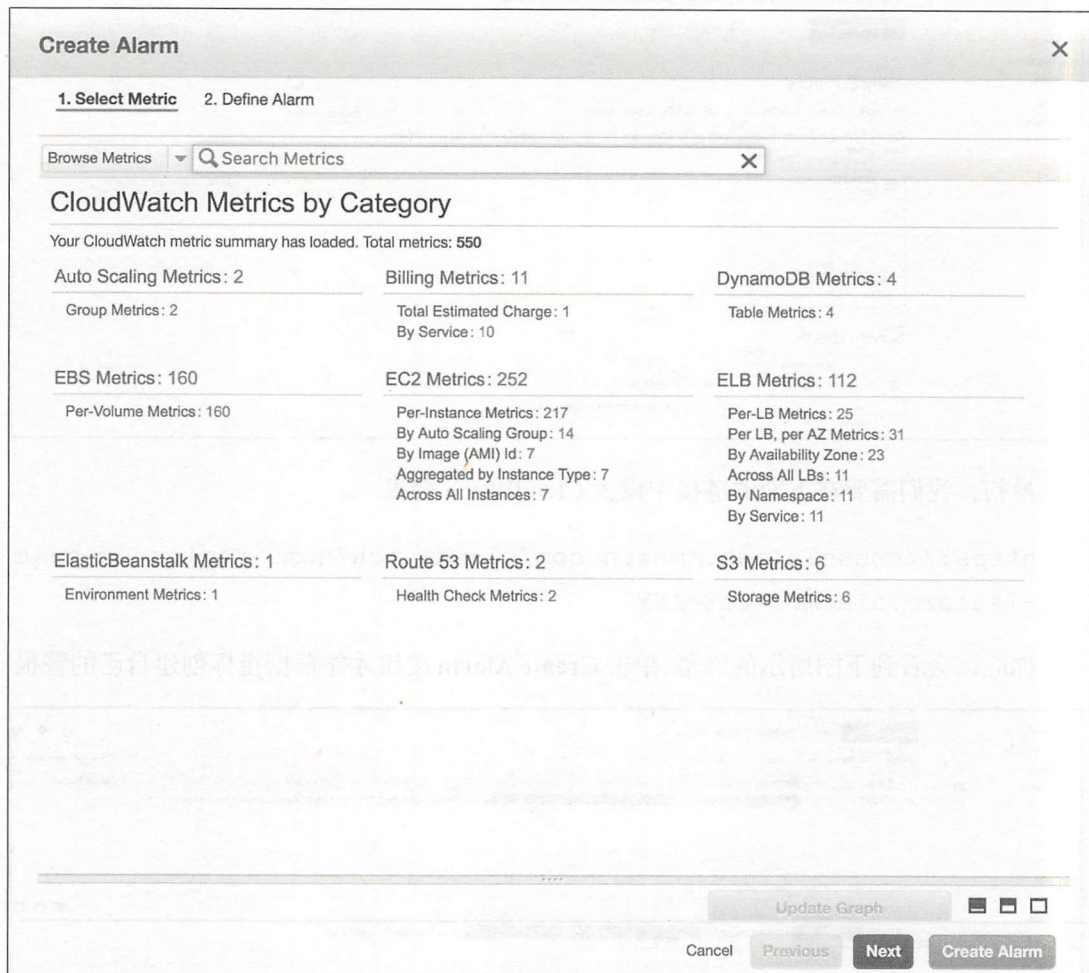 Create Alarm
1. Select Metric 2. Define Alarm
Browse Metrics Search Metrics
CloudWatch Metrics by Category
Your CloudWatch metric summary has loaded. Total metrics: 550
Auto Scaling Metrics: 2
Group Metrics: 2
Billing Metrics: 11
Total Estimated Charge: 1
By Service: 10
DynamoDB Metrics: 4
Table Metrics: 4
EBS Metrics: 160
Per-Volume Metrics: 160
EC2 Metrics: 252
Per-Instance Metrics: 217
By Auto Scaling Group: 14
By Image (AMI) Id: 7
Aggregated by Instance Type: 7
Across All Instances: 7
ELB Metrics: 112
Per-LB Metrics: 25
Per LB, per AZ Metrics: 31
By Availability Zone: 23
Across All LBs: 11
By Namespace: 11
By Service: 11
ElasticBeanstalk Metrics: 1
Environment Metrics: 1
Route 53 Metrics: 2
Health Check Metrics: 2
S3 Metrics: 6
Storage Metrics: 6
Update Graph
Cancel Previous Next Create Alarm